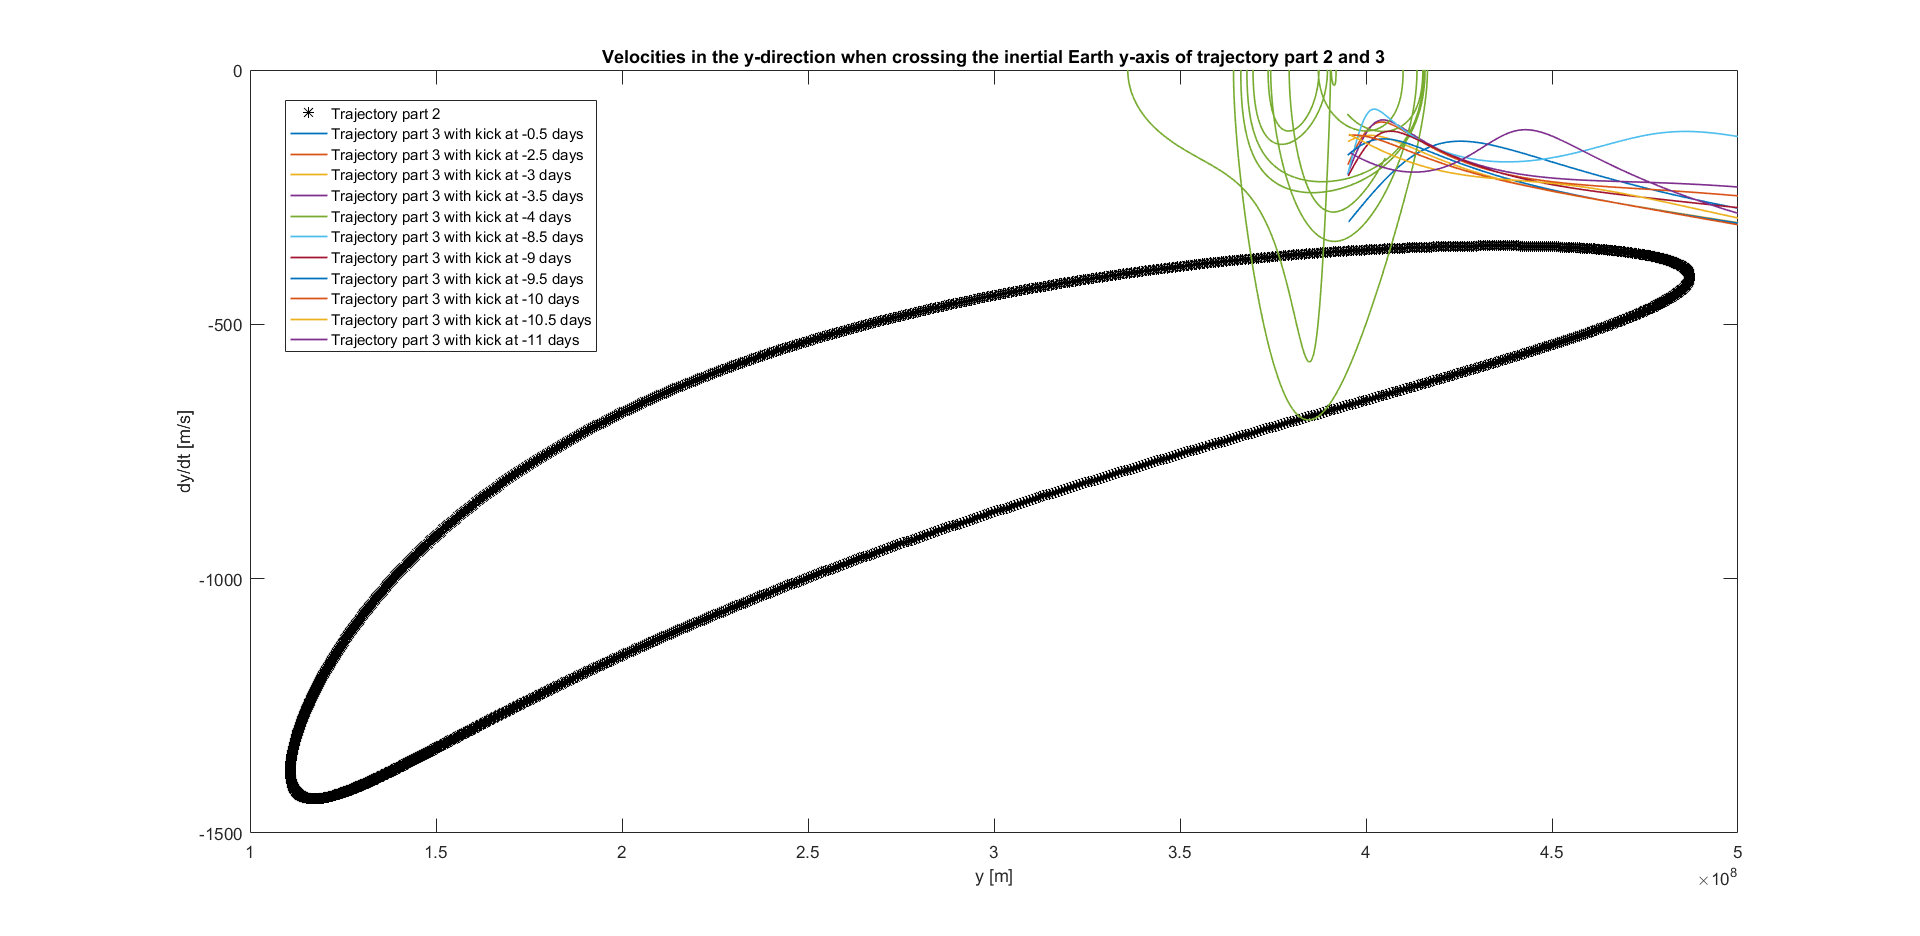 Velocities in the y-direction when crossing the inertial Earth y-axis of trajectory part 2 and 3
0
-500
-1000
-1500
dy/dt [m/s]
Trajectory part 2
Trajectory part 3 with kick at -0.5 days
Trajectory part 3 with kick at -2.5 days
Trajectory part 3 with kick at -3 days
Trajectory part 3 with kick at -3.5 days
Trajectory part 3 with kick at -4 days
Trajectory part 3 with kick at -8.5 days
Trajectory part 3 with kick at -9 days
Trajectory part 3 with kick at -9.5 days
Trajectory part 3 with kick at -10 days
Trajectory part 3 with kick at -10.5 days
Trajectory part 3 with kick at -11 days
1 1.5 2 2.5 3 3.5 4 4.5 5
y [m]
×10⁸